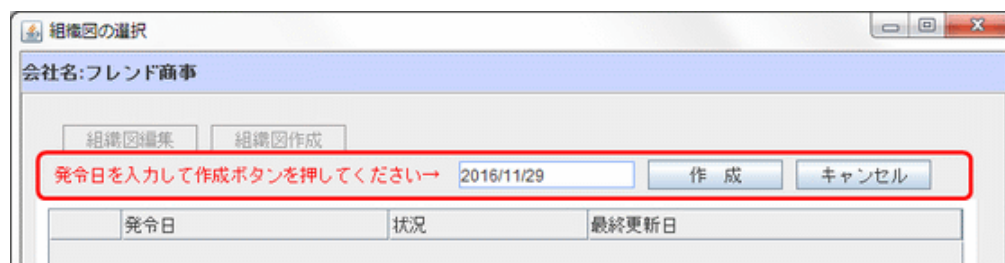 組織図の選択
会社名:フレンド商事
組織図編集 組織図作成
発令日を入力して作成ボタンを押してください→ 2016/11/29 作 成 キャンセル
発令日 状況 最終更新日